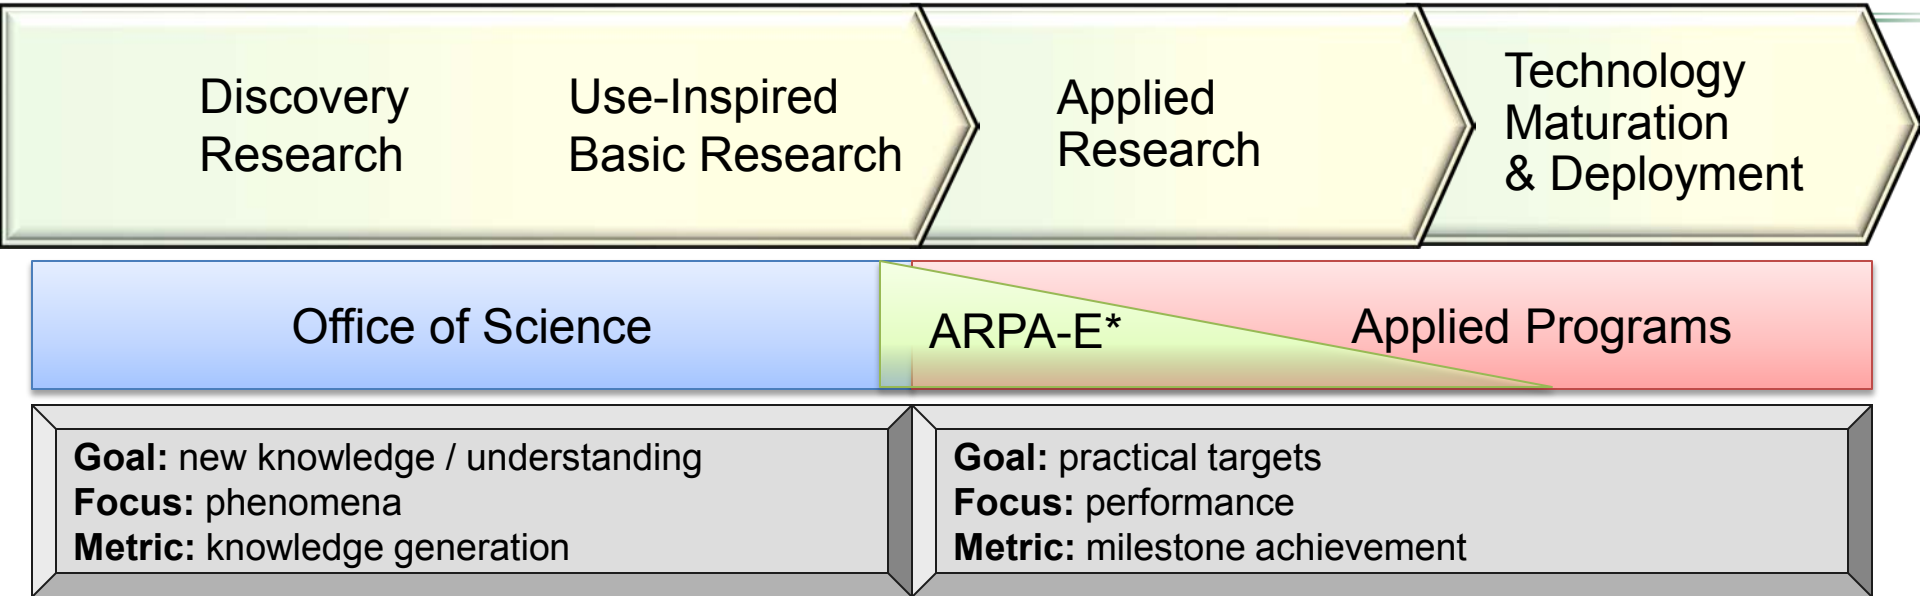 Discovery
Research
Use-Inspired
Basic Research
Applied
Research
Technology
Maturation
& Deployment
Office of Science
ARPA-E*
Applied Programs
Goal: new knowledge / understanding
Focus: phenomena
Metric: knowledge generation
Goal: practical targets
Focus: performance
Metric: milestone achievement